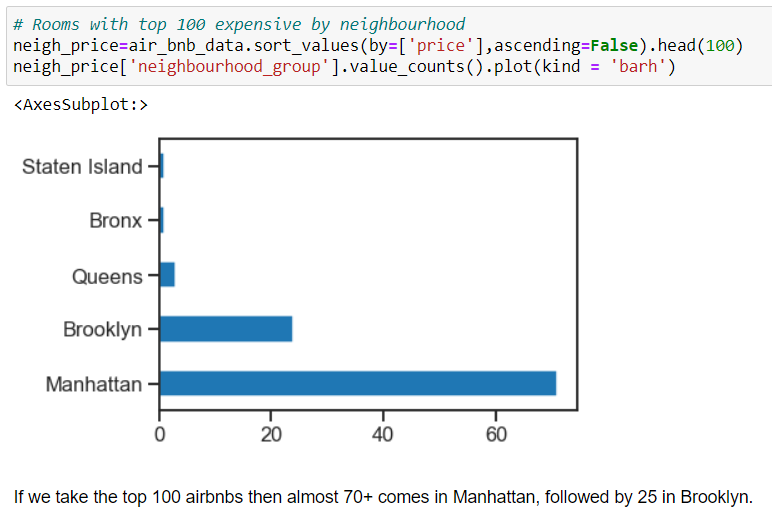 # Rooms with top 100 expensive by neighbourhood
neigh_price=air_bnb_data.sort_values(by=['price'],ascending=False).head(100)
neigh_price['neighbourhood_group'].value_counts().plot(kind = 'barh')
<AxesSubplot:>
Staten Island
Bronx
Queens
Brooklyn
Manhattan
0 20 40 60
If we take the top 100 airbnbs then almost 70+ comes in Manhattan, followed by 25 in Brooklyn.